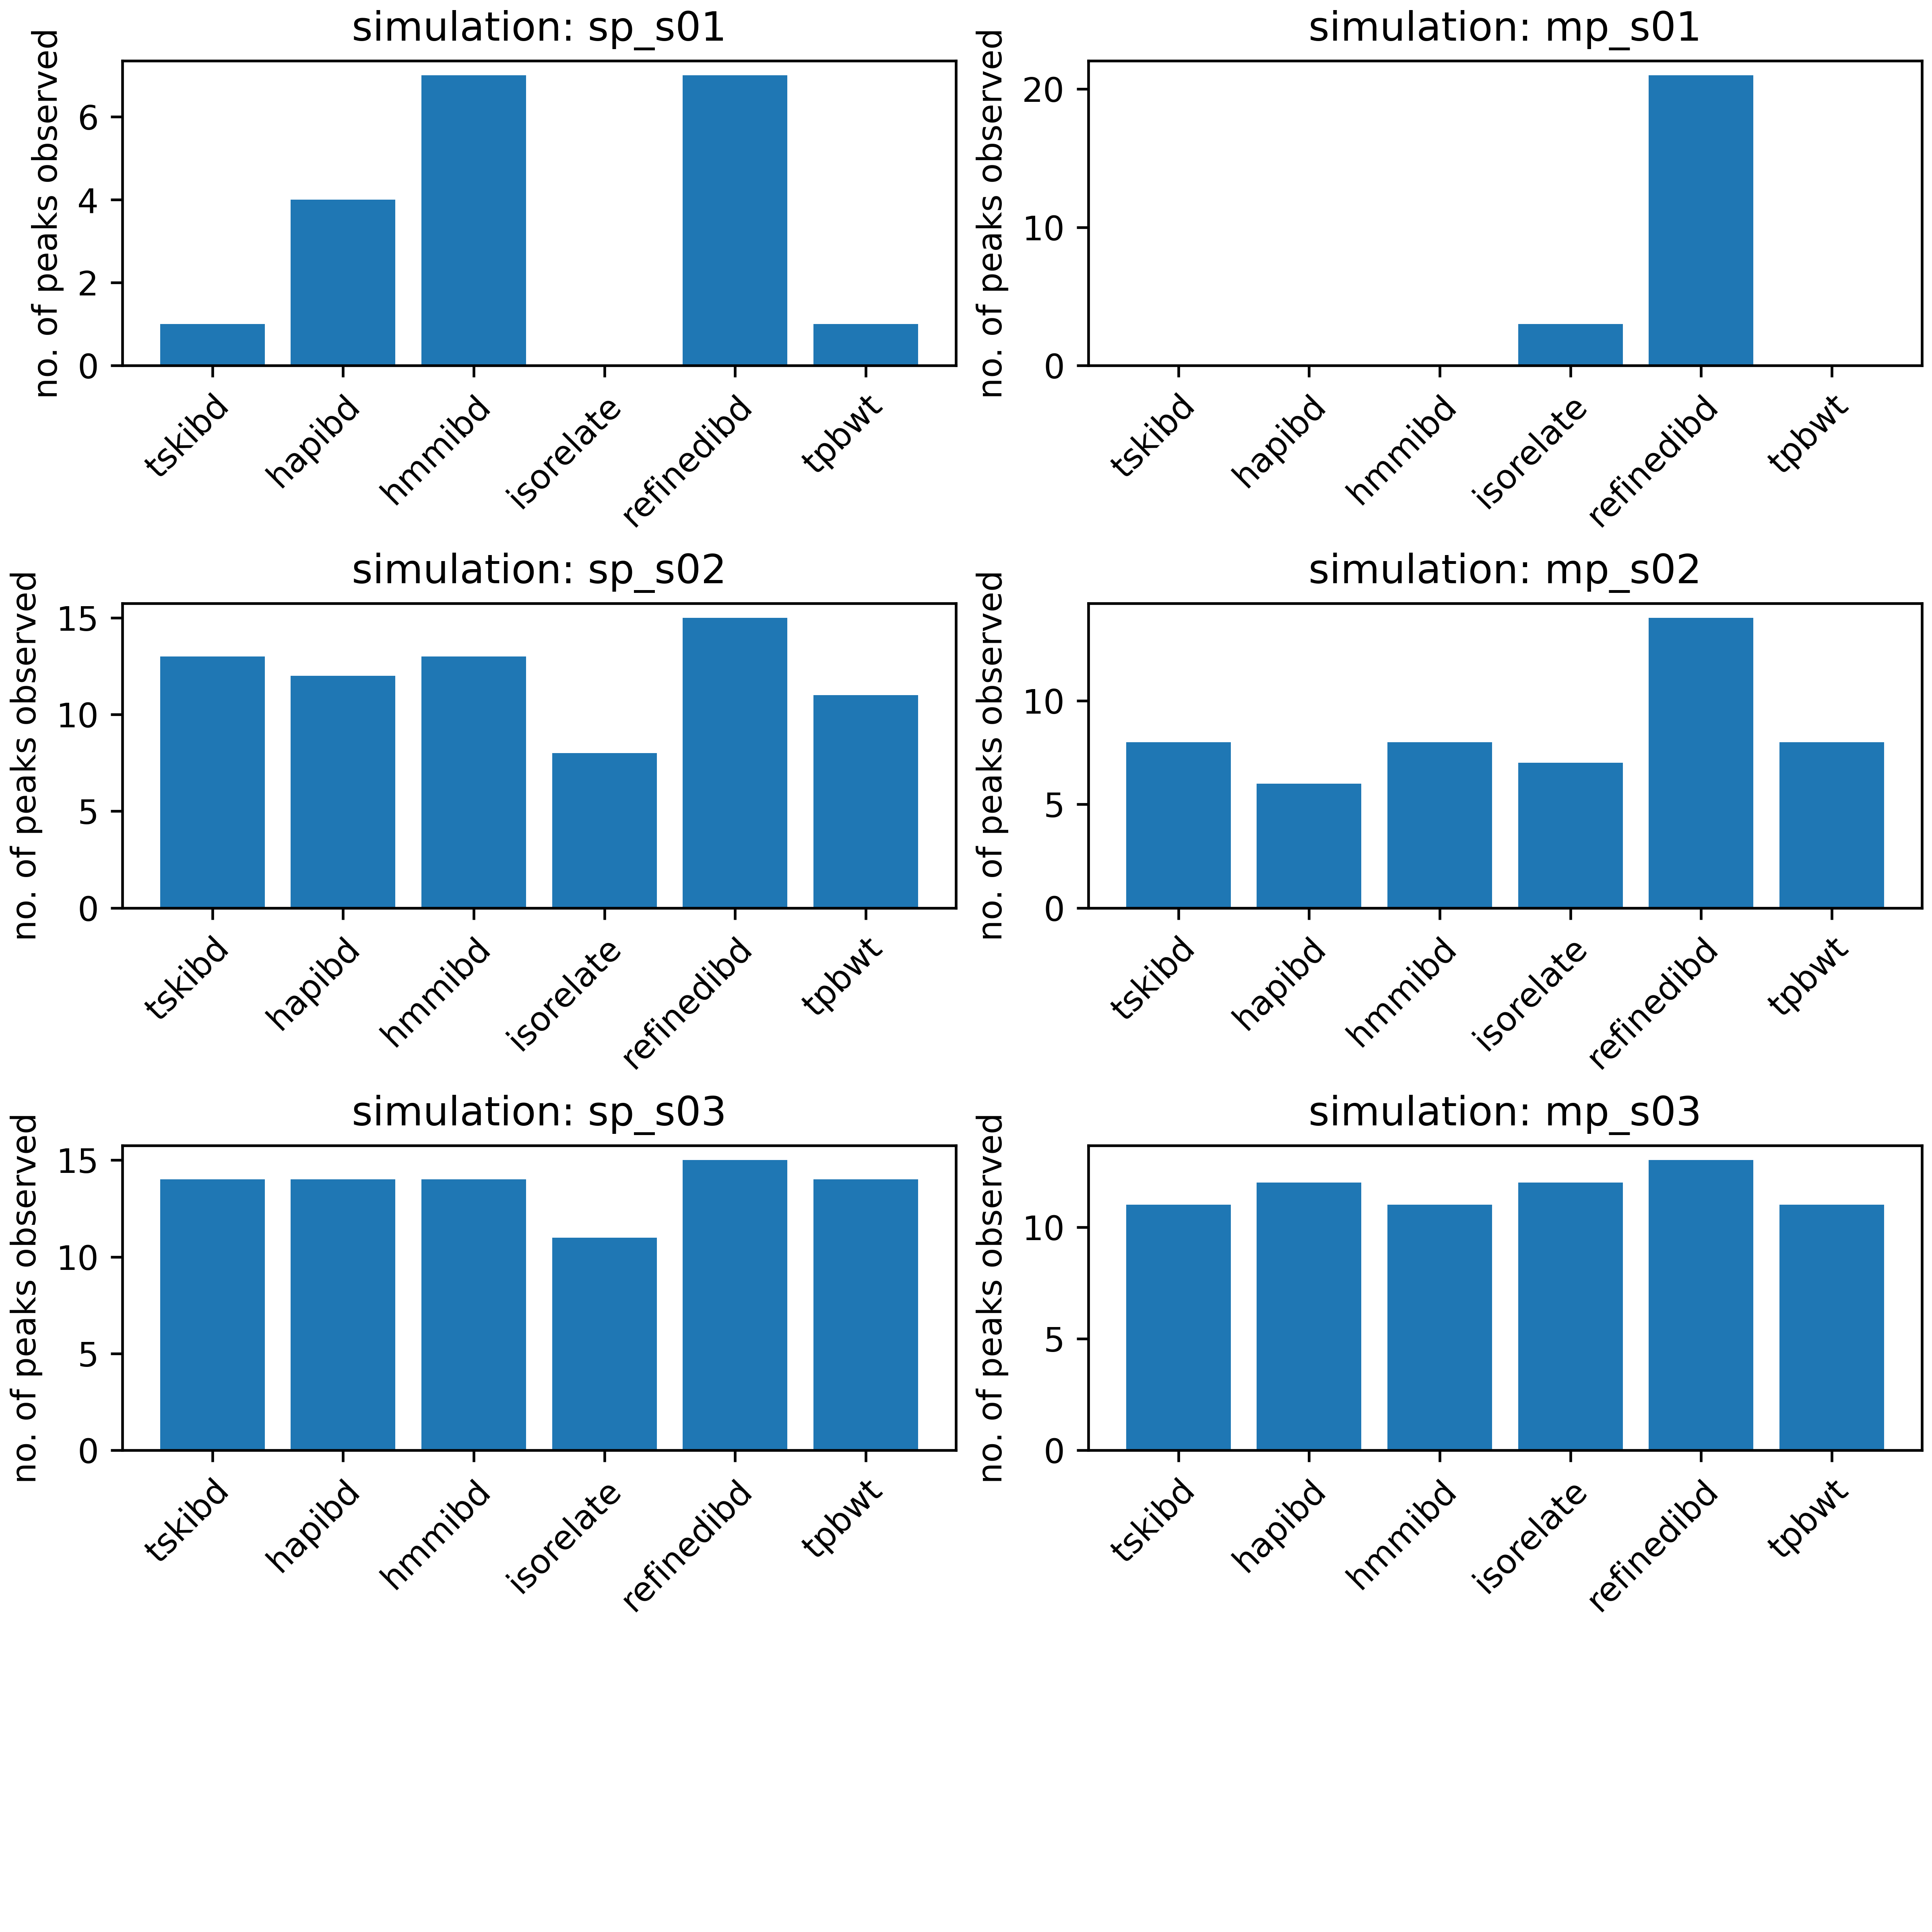 simulation: sp_s01
no. of peaks observed
6
4
2
0
tskibd
hapibd
hmmibd
isorelate
refinedibd
tpbwt
simulation: mp_s01
no. of peaks observed
20
10
0
tskibd
hapibd
hmmibd
isorelate
refinedibd
tpbwt
simulation: sp_s02
no. of peaks observed
15
10
5
0
tskibd
hapibd
hmmibd
isorelate
refinedibd
tpbwt
simulation: mp_s02
no. of peaks observed
10
5
0
tskibd
hapibd
hmmibd
isorelate
refinedibd
tpbwt
simulation: sp_s03
no. of peaks observed
15
10
5
0
tskibd
hapibd
hmmibd
isorelate
refinedibd
tpbwt
simulation: mp_s03
no. of peaks observed
10
5
0
tskibd
hapibd
hmmibd
isorelate
refinedibd
tpbwt